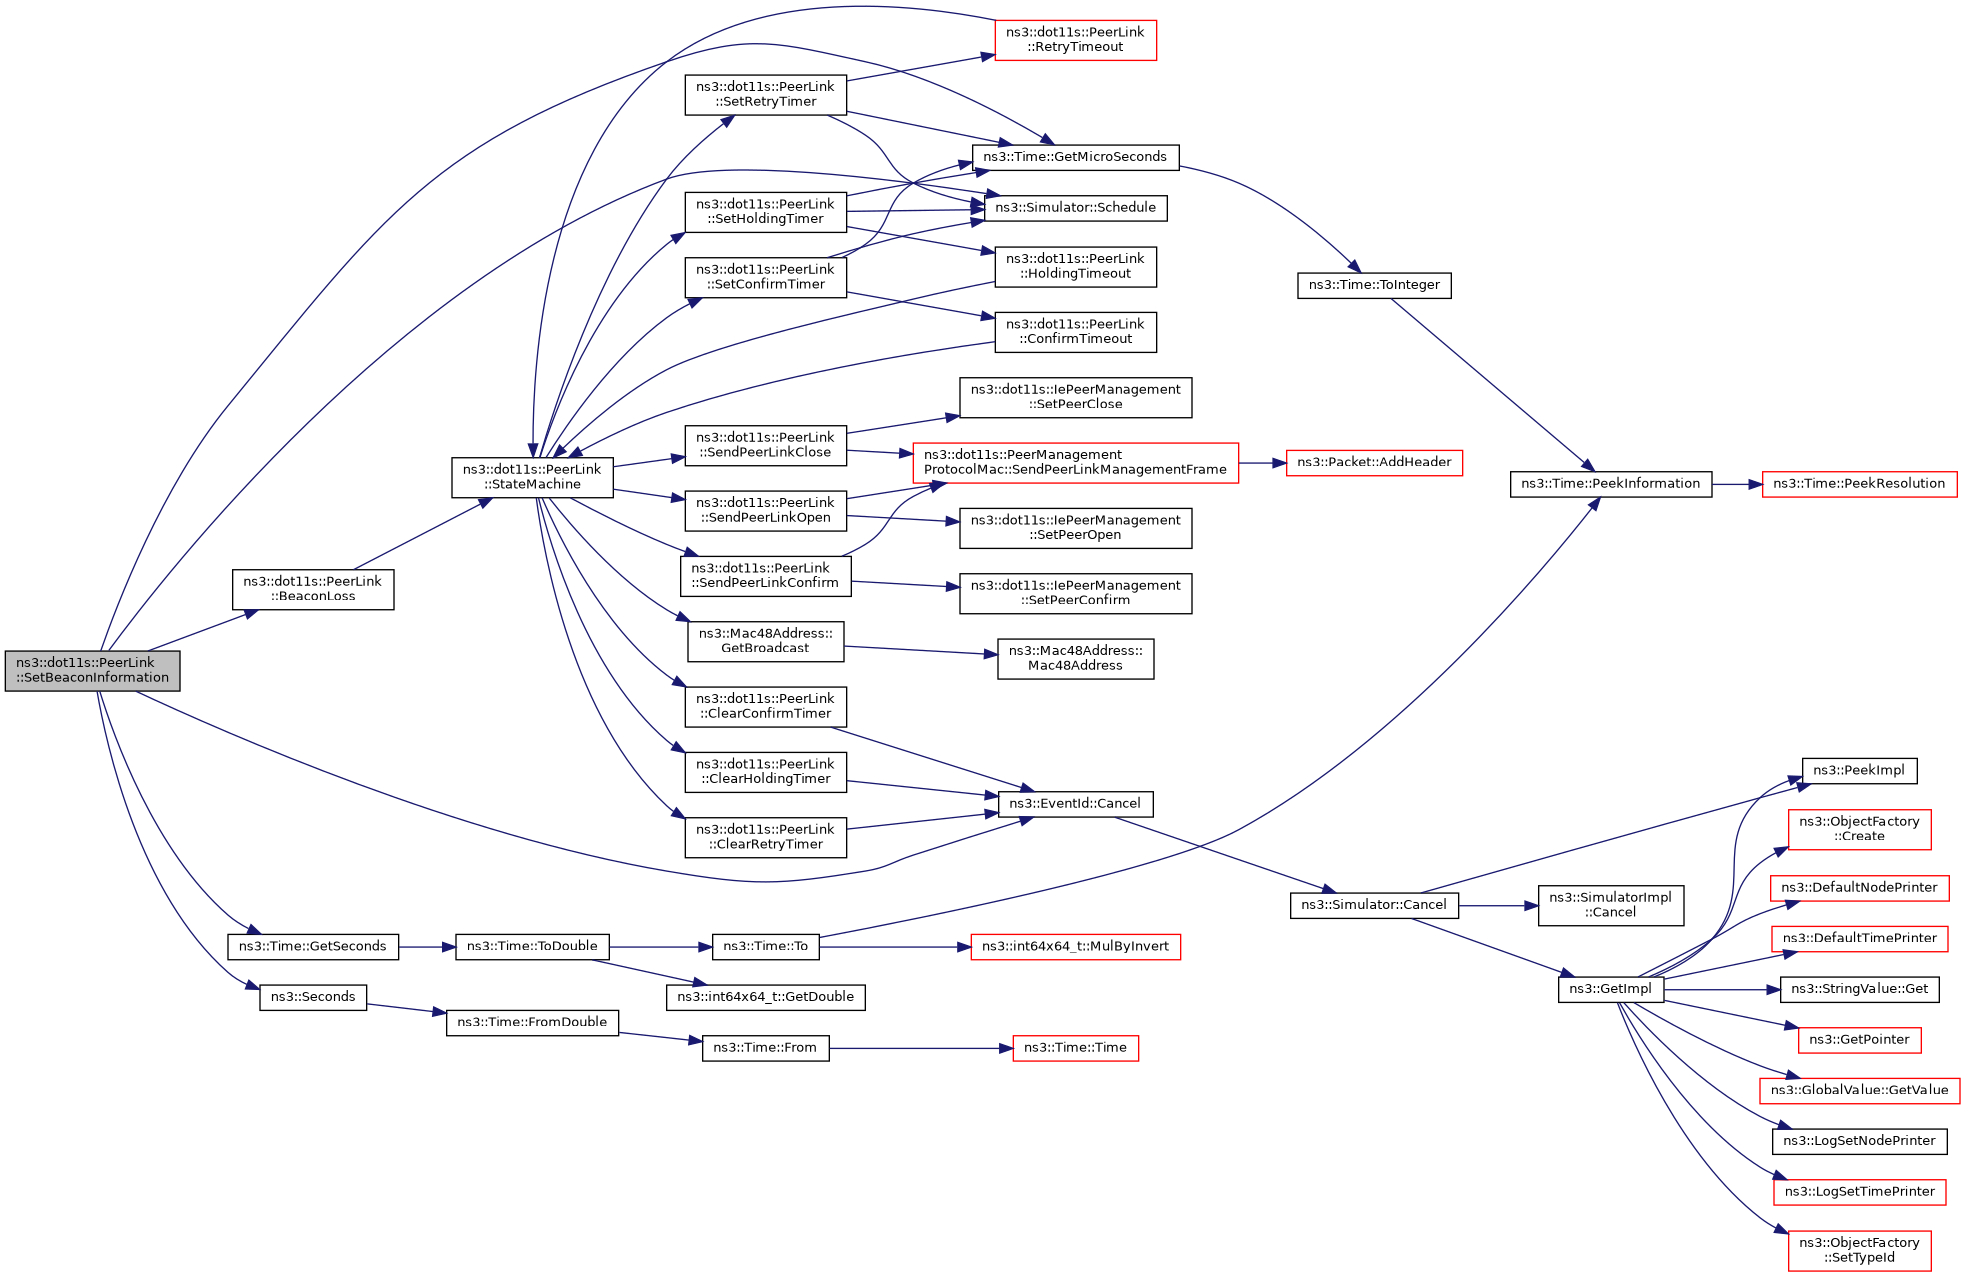 ns3::dot11s::PeerLink
::SetBeaconInformation
ns3::dot11s::PeerLink
::BeaconLoss
ns3::Time::GetSeconds
ns3::Seconds
ns3::dot11s::PeerLink
::StateMachine
ns3::Time::ToDouble
ns3::Time::FromDouble
ns3::dot11s::PeerLink
::SetRetryTimer
ns3::dot11s::PeerLink
::SetHoldingTimer
ns3::dot11s::PeerLink
::SetConfirmTimer
ns3::dot11s::PeerLink
::SendPeerLinkClose
ns3::dot11s::PeerLink
::SendPeerLinkOpen
ns3::dot11s::PeerLink
::SendPeerLinkConfirm
ns3::Mac48Address::
GetBroadcast
ns3::dot11s::PeerLink
::ClearConfirmTimer
ns3::dot11s::PeerLink
::ClearHoldingTimer
ns3::dot11s::PeerLink
::ClearRetryTimer
ns3::Time::To
ns3::int64x64_t::GetDouble
ns3::Time::From
ns3::dot11s::PeerLink
::RetryTimeout
ns3::Time::GetMicroSeconds
ns3::Simulator::Schedule
ns3::dot11s::PeerLink
::HoldingTimeout
ns3::dot11s::PeerLink
::ConfirmTimeout
ns3::dot11s::IePeerManagement
::SetPeerClose
ns3::dot11s::PeerManagement
ProtocolMac::SendPeerLinkManagementFrame
ns3::dot11s::IePeerManagement
::SetPeerOpen
ns3::dot11s::IePeerManagement
::SetPeerConfirm
ns3::Mac48Address::
Mac48Address
ns3::EventId::Cancel
ns3::int64x64_t::MulByInvert
ns3::Time::Time
ns3::Time::ToInteger
ns3::Packet::AddHeader
ns3::Simulator::Cancel
ns3::Time::PeekInformation
ns3::SimulatorImpl
::Cancel
ns3::GetImpl
ns3::Time::PeekResolution
ns3::PeekImpl
ns3::ObjectFactory
::Create
ns3::DefaultNodePrinter
ns3::DefaultTimePrinter
ns3::StringValue::Get
ns3::GetPointer
ns3::GlobalValue::GetValue
ns3::LogSetNodePrinter
ns3::LogSetTimePrinter
ns3::ObjectFactory
::SetTypeId